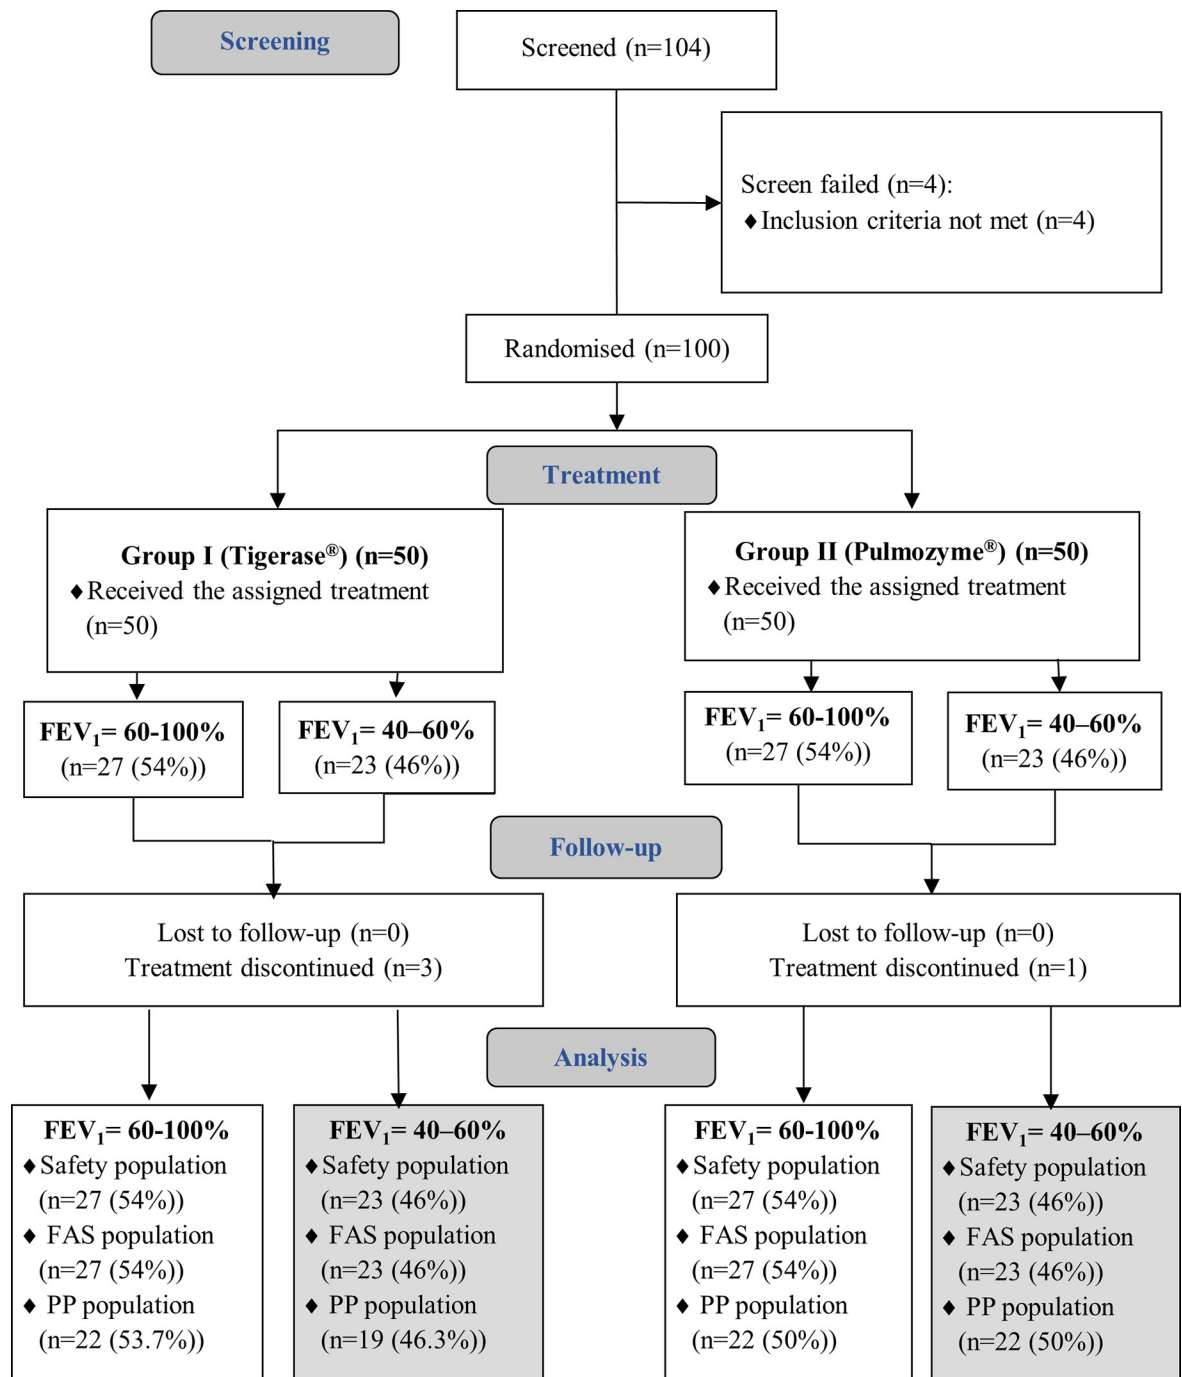 Screening
Screened (n=104)
Screen failed (n=4):
♦Inclusion criteria not met (n=4)
Randomised (n=100)
Treatment
Group I (Tigerase®) (n=50)
♦Received the assigned treatment
(n=50)
Group II (Pulmozyme®) (n=50)
♦Received the assigned treatment
(n=50)
FEV₁= 60-100%
(n=27 (54%))
FEV₁= 40–60%
(n=23 (46%))
FEV₁= 60-100%
(n=27 (54%))
FEV₁= 40–60%
(n=23 (46%))
Follow-up
Lost to follow-up (n=0)
Treatment discontinued (n=3)
Lost to follow-up (n=0)
Treatment discontinued (n=1)
Analysis
FEV₁= 60-100%
♦Safety population
(n=27 (54%))
♦ FAS population
(n=27 (54%))
♦ PP population
(n=22 (53.7%))
FEV₁= 40–60%
♦Safety population
(n=23 (46%))
♦ FAS population
(n=23 (46%))
♦ PP population
(n=19 (46.3%))
FEV₁= 60-100%
♦Safety population
(n=27 (54%))
♦ FAS population
(n=27 (54%))
♦ PP population
(n=22 (50%))
FEV₁= 40–60%
♦Safety population
(n=23 (46%))
♦ FAS population
(n=23 (46%))
♦ PP population
(n=22 (50%))